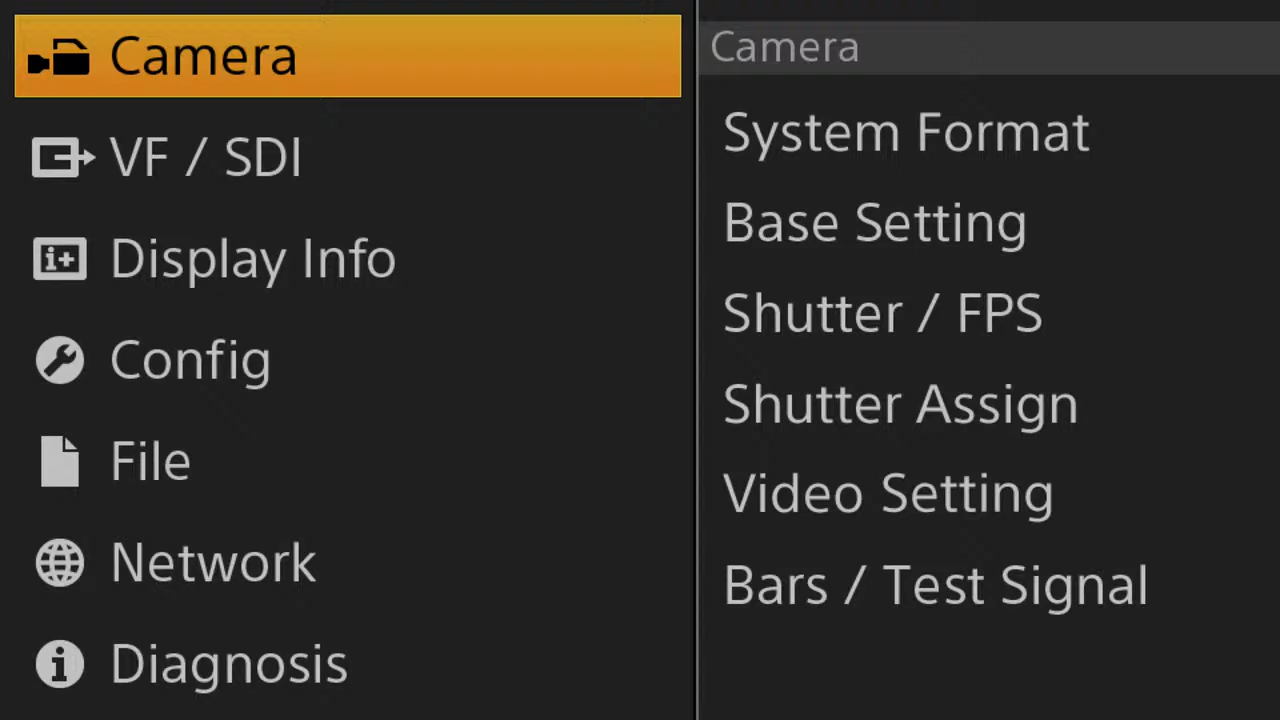 Camera
VF / SDI
Display Info
Config
File
Network
Diagnosis
Camera
System Format
Base Setting
Shutter / FPS
Shutter Assign
Video Setting
Bars / Test Signal